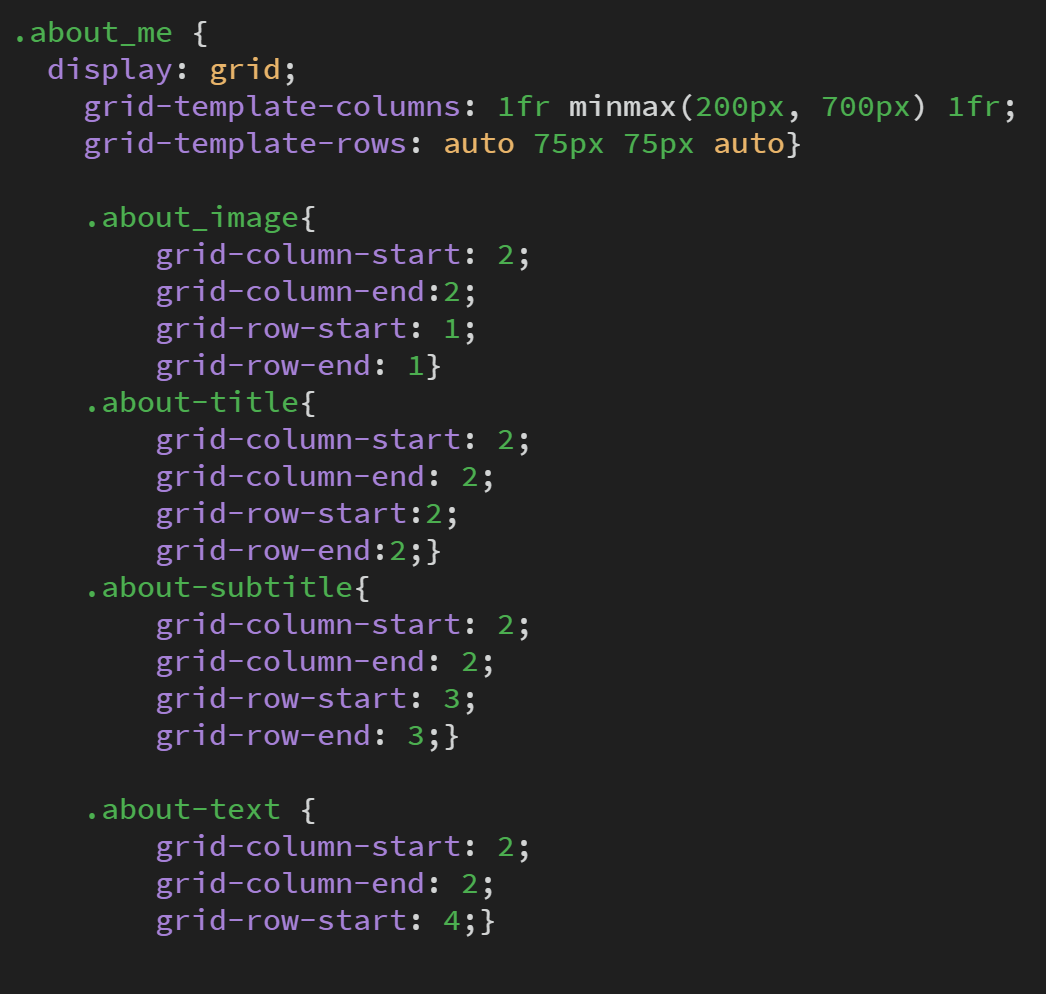 .about_me {
display: grid;
grid-template-columns: 1fr minmax(200px, 700px) 1fr;
grid-template-rows: auto 75px 75px auto}
.about_image{
grid-column-start: 2;
grid-column-end:2;
grid-row-start: 1;
grid-row-end: 1}
.about-title{
grid-column-start: 2;
grid-column-end: 2;
grid-row-start:2;
grid-row-end:2;}
.about-subtitle{
grid-column-start: 2;
grid-column-end: 2;
grid-row-start: 3;
grid-row-end: 3;}
.about-text {
grid-column-start: 2;
grid-column-end: 2;
grid-row-start: 4;}